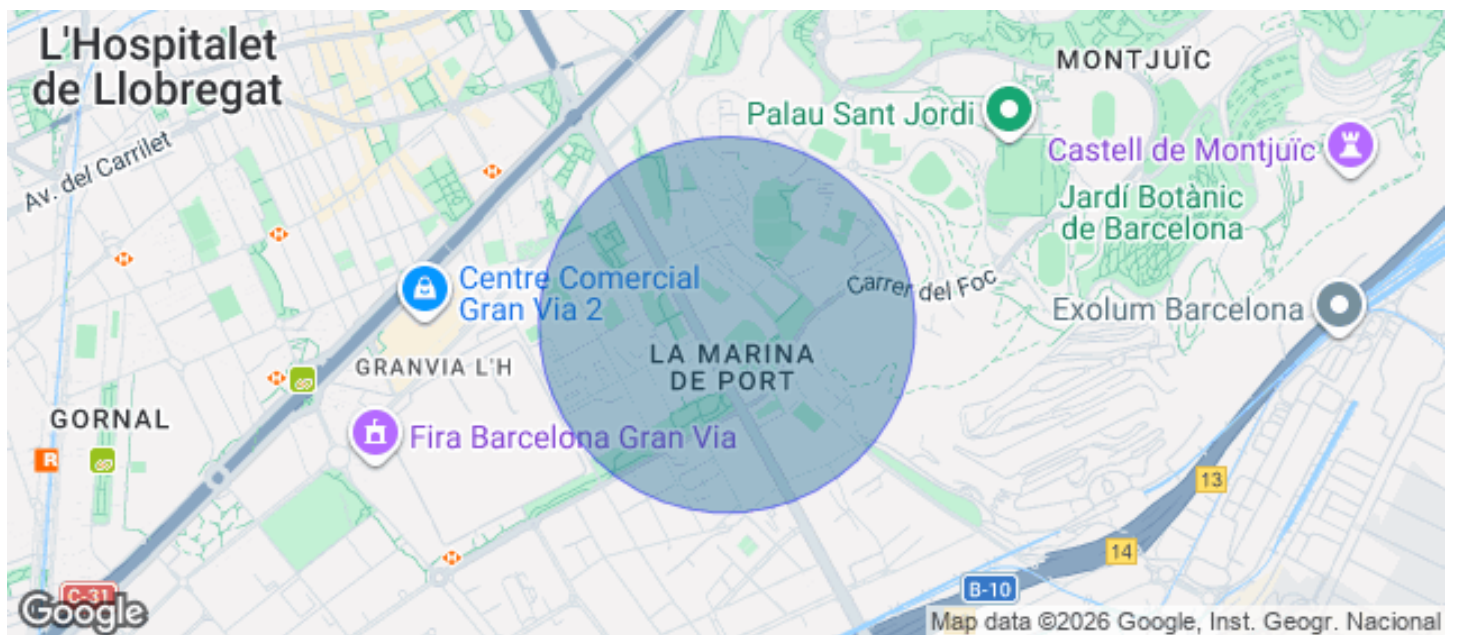 L'Hospitalet
de Llobregat
MONTJUÏC
Palau Sant Jordi
Castell de Montjuïc
Av. del Carrilet
Jardí Botànic
de Barcelona
Centre Comercial
Gran Via 2
Carrer del Foc
Exolum Barcelona
LA MARINA
DE PORT
GRANVIA L'H
GORNAL
Fira Barcelona Gran Via
R
13
14
C-31
B-10
Google
Map data ©2026 Google, Inst. Geogr. Nacional